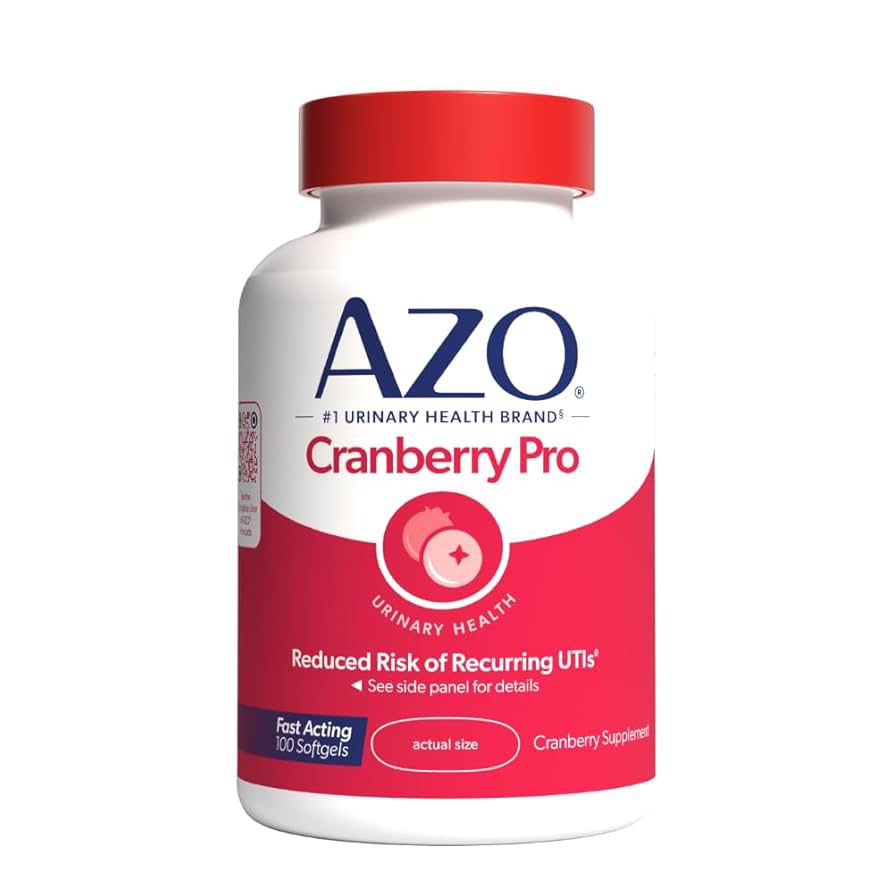 AZO®
#1 URINARY HEALTH BRAND§
Cranberry Pro
URINARY HEALTH
Reduced Risk of Recurring UTIs◊
◄ See side panel for details
Fast Acting
100 Softgels
actual size
Cranberry Supplement